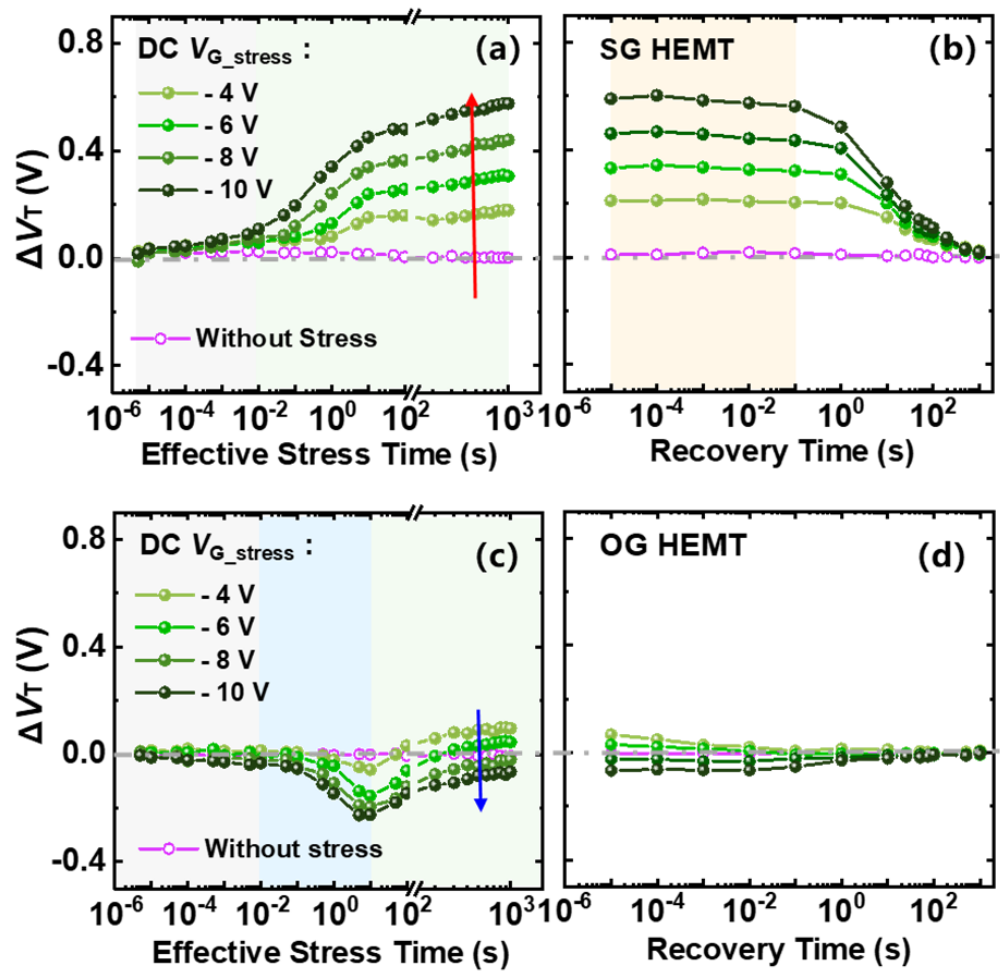 DC VG_stress :
(a)
- 4 V
- 6 V
- 8 V
- 10 V
Without Stress
ΔVT (V)
0.8
0.4
0.0
-0.4
10-6 10-4 10-2 100 102 103
Effective Stress Time (s)
SG HEMT
(b)
10-6 10-4 10-2 100 102
Recovery Time (s)
DC VG_stress :
(c)
- 4 V
- 6 V
- 8 V
- 10 V
Without stress
ΔVT (V)
0.8
0.4
0.0
-0.4
10-6 10-4 10-2 100 102 103
Effective Stress Time (s)
OG HEMT
(d)
10-6 10-4 10-2 100 102
Recovery Time (s)